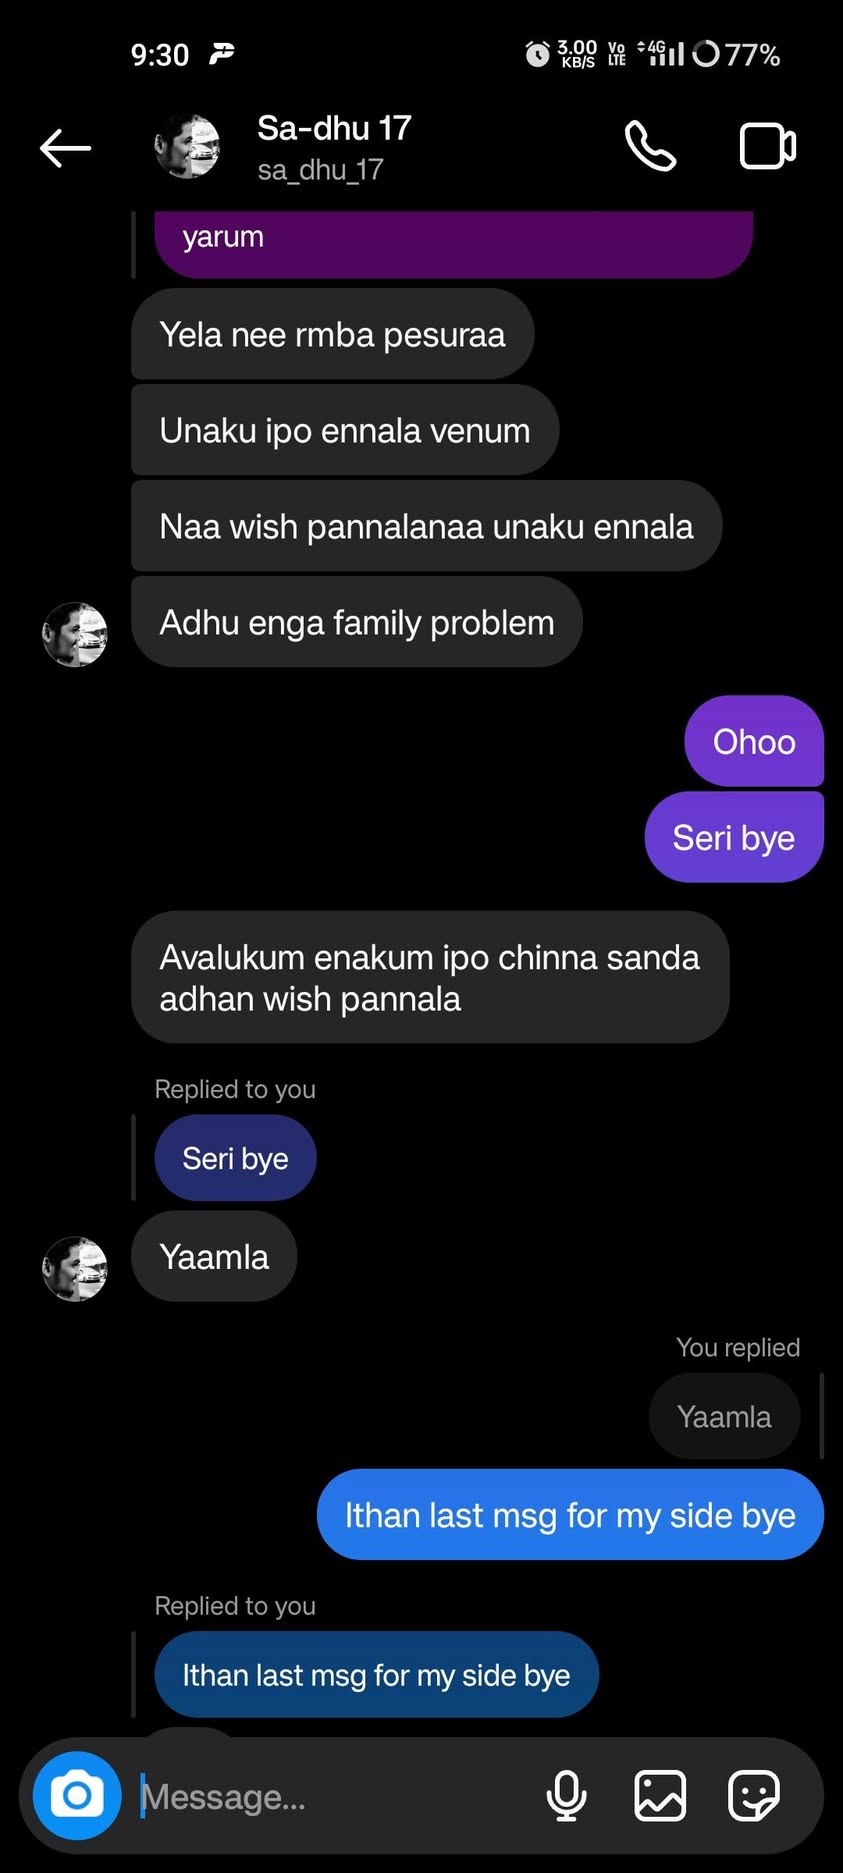 9:30
3.00
KB/S
Vo
LTE
4G
77%
Sa-dhu 17
sa_dhu_17
yarum
Yela nee rmba pesuraa
Unaku ipo ennala venum
Naa wish pannalanaa unaku ennala
Adhu enga family problem
Ohoo
Seri bye
Avalukum enakum ipo chinna sanda
adhan wish pannala
Replied to you
Seri bye
Yaamla
You replied
Yaamla
Ithan last msg for my side bye
Replied to you
Ithan last msg for my side bye
Message...